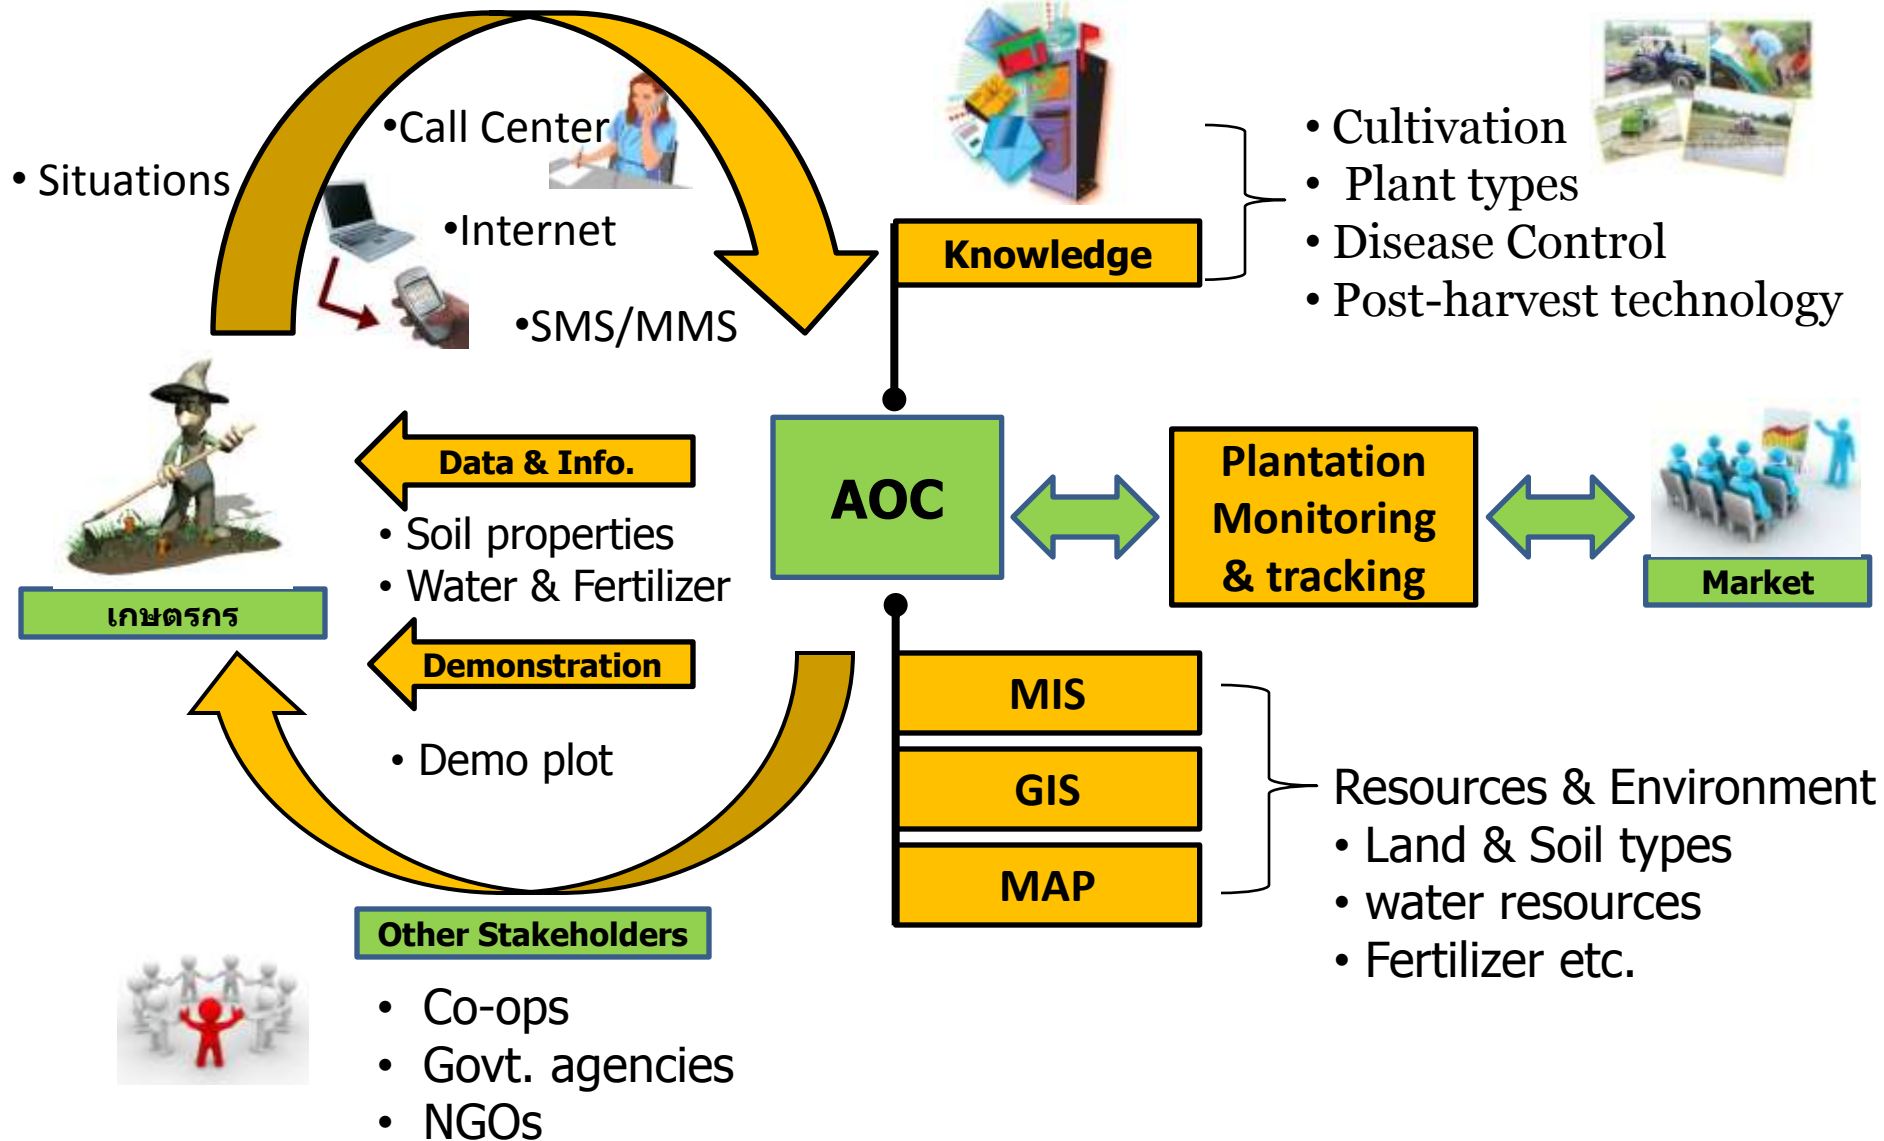 •Call Center
• Situations
•Internet
•SMS/MMS
Knowledge
• Cultivation
• Plant types
• Disease Control
• Post-harvest technology
เกษตรกร
Data & Info.
• Soil properties
• Water & Fertilizer
Demonstration
• Demo plot
AOC
Plantation
Monitoring
& tracking
Market
MIS
GIS
MAP
Resources & Environment
• Land & Soil types
• water resources
• Fertilizer etc.
Other Stakeholders
• Co-ops
• Govt. agencies
• NGOs